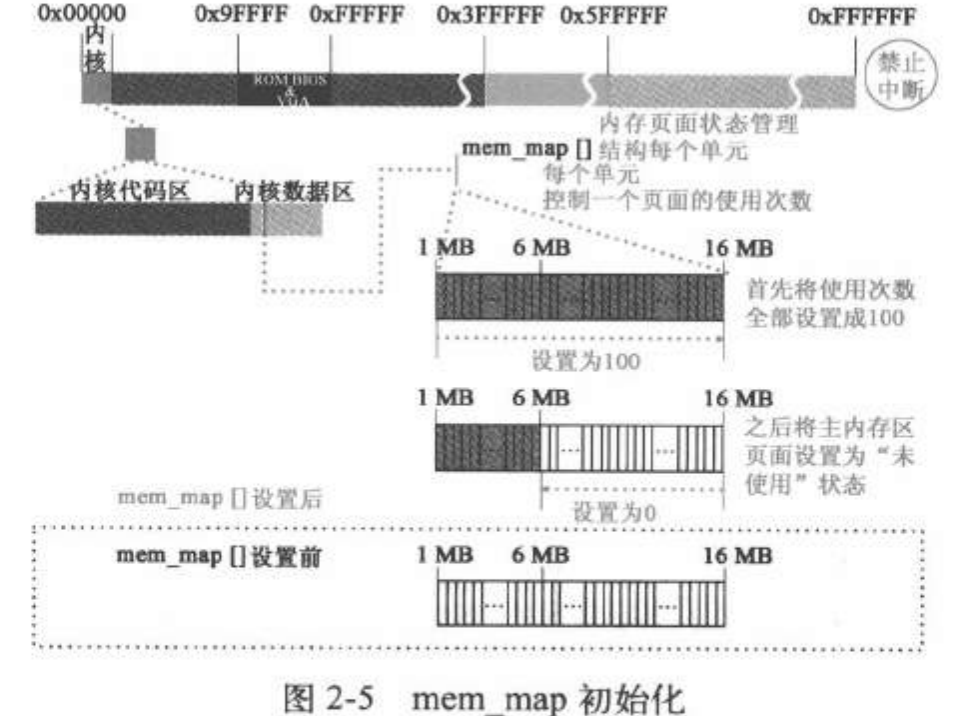 0x00000 0x9FFFF 0xFFFFF 0x3FFFFF 0x5FFFFF 0xFFFFFF
内
核
ROM BIOS
&
VGA
禁止
中断
内存页面状态管理
mem_map [] 结构每个单元
每个单元
控制一个页面的使用次数
内核代码区 内核数据区
1 MB 6 MB 16 MB
... ... ...
首先将使用次数
全部设置成100
设置为100
1 MB 6 MB 16 MB
... ...
之后将主内存区
页面设置为“未
使用”状态
mem_map [] 设置后
设置为0
mem_map [] 设置前
1 MB 6 MB 16 MB
... ... ...
图 2-5 mem_map 初始化